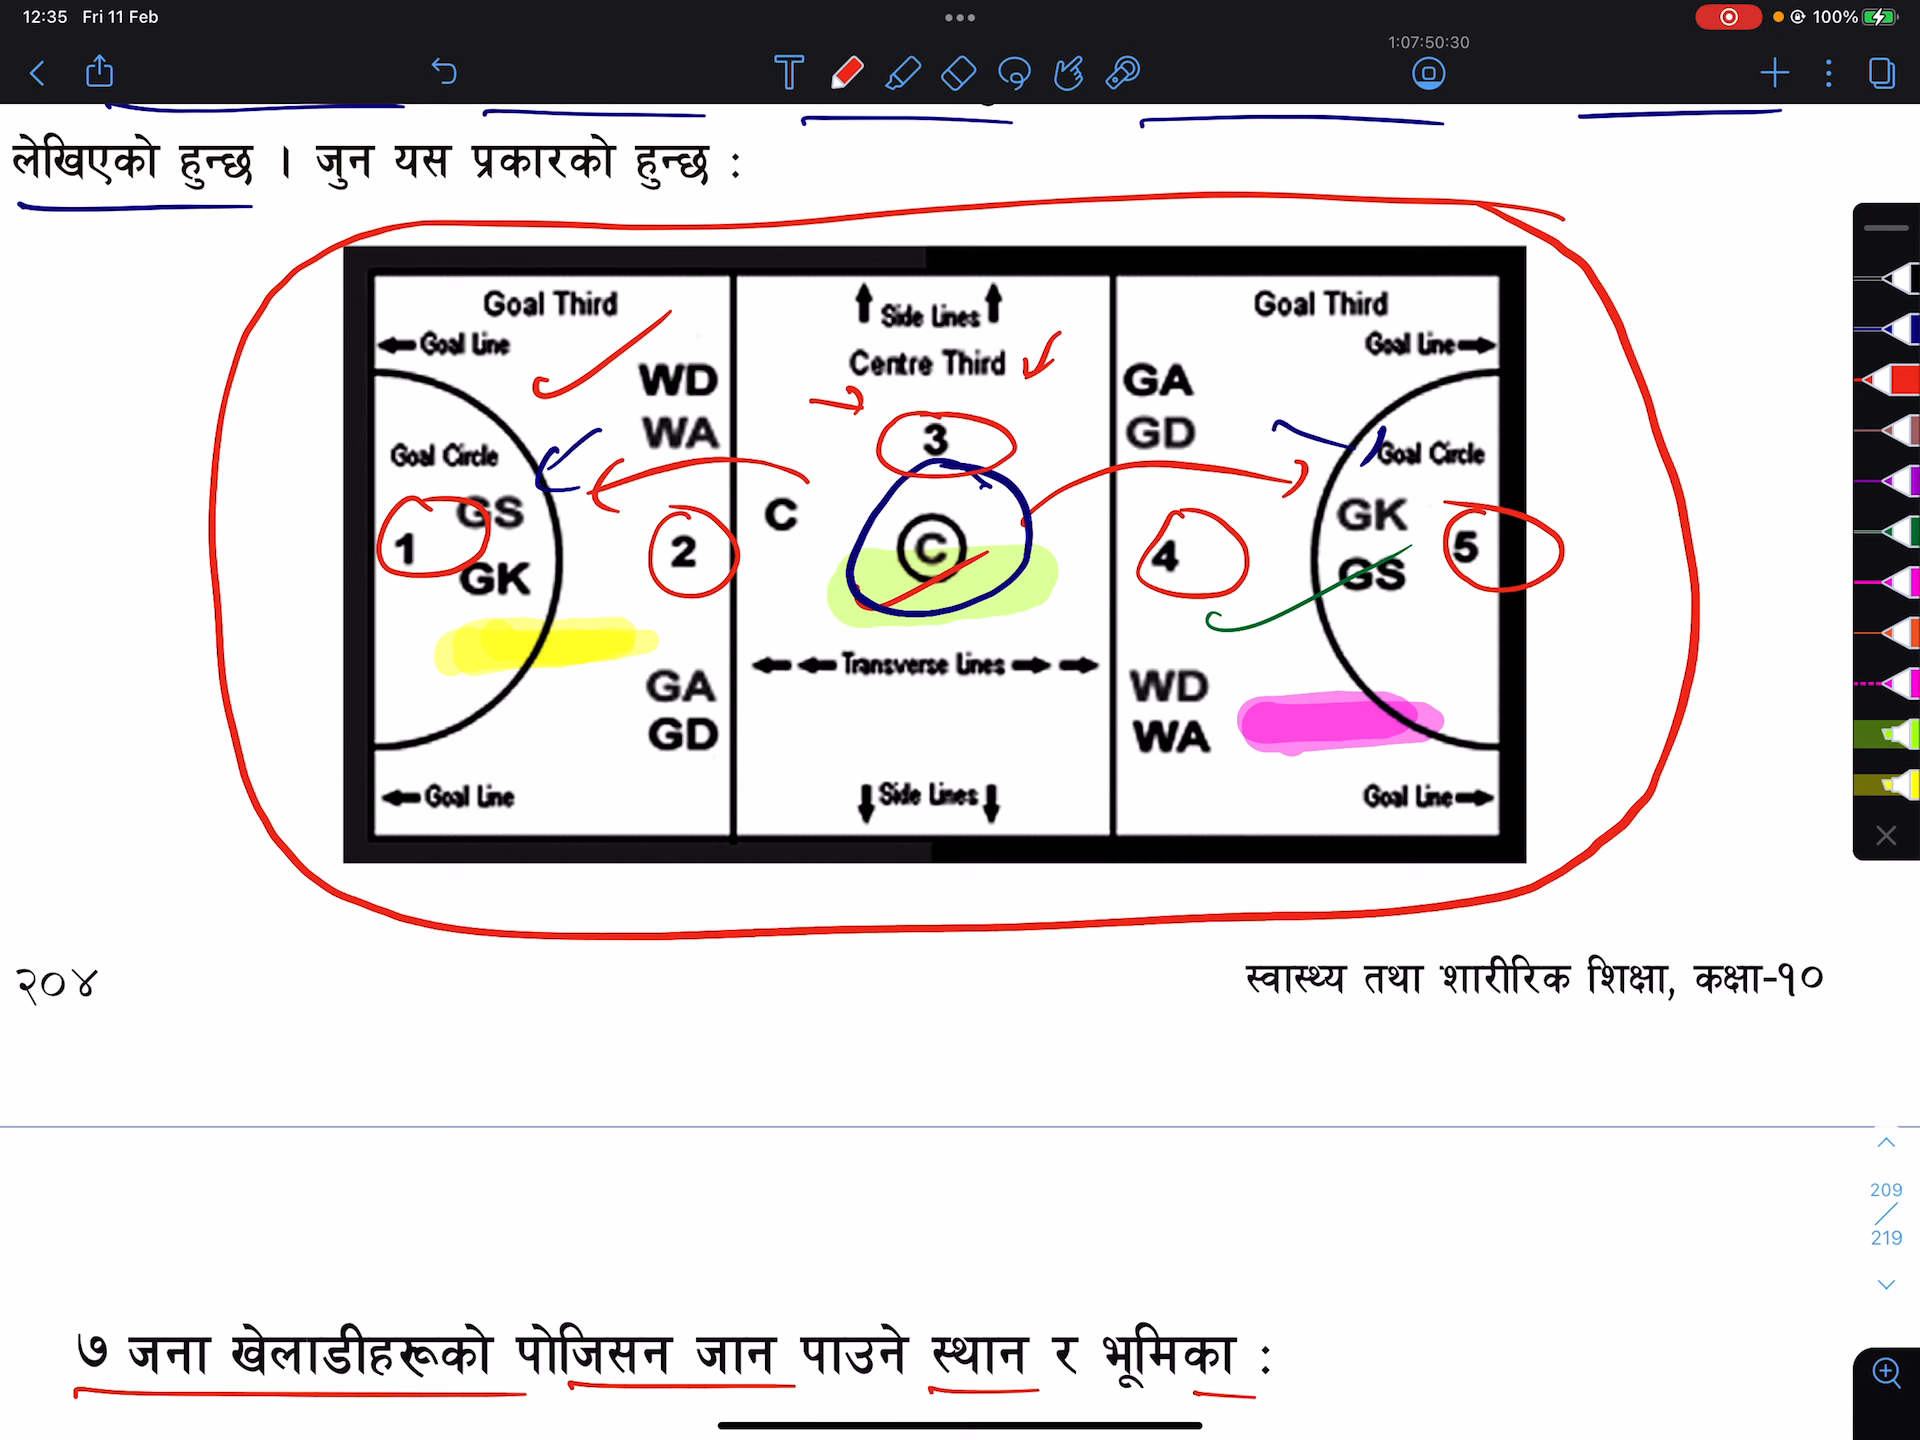 12:35 Fri 11 Feb
100%
1:07:50:30
लेखिएको हुन्छ । जुन यस प्रकारको हुन्छ :
Goal Third
Side Lines
Goal Third
Goal Line
Centre Third
Goal Line
WD
WA
GA
GD
3
Goal Circle
Goal Circle
GS
1
GK
2
C
C
4
GK
5
GS
Transverse Lines
GA
GD
WD
WA
Goal Line
Side Lines
Goal Line
२०४
स्वास्थ्य तथा शारीरिक शिक्षा, कक्षा-१०
209
219
७ जना खेलाडीहरूको पोजिसन जान पाउने स्थान र भूमिका :